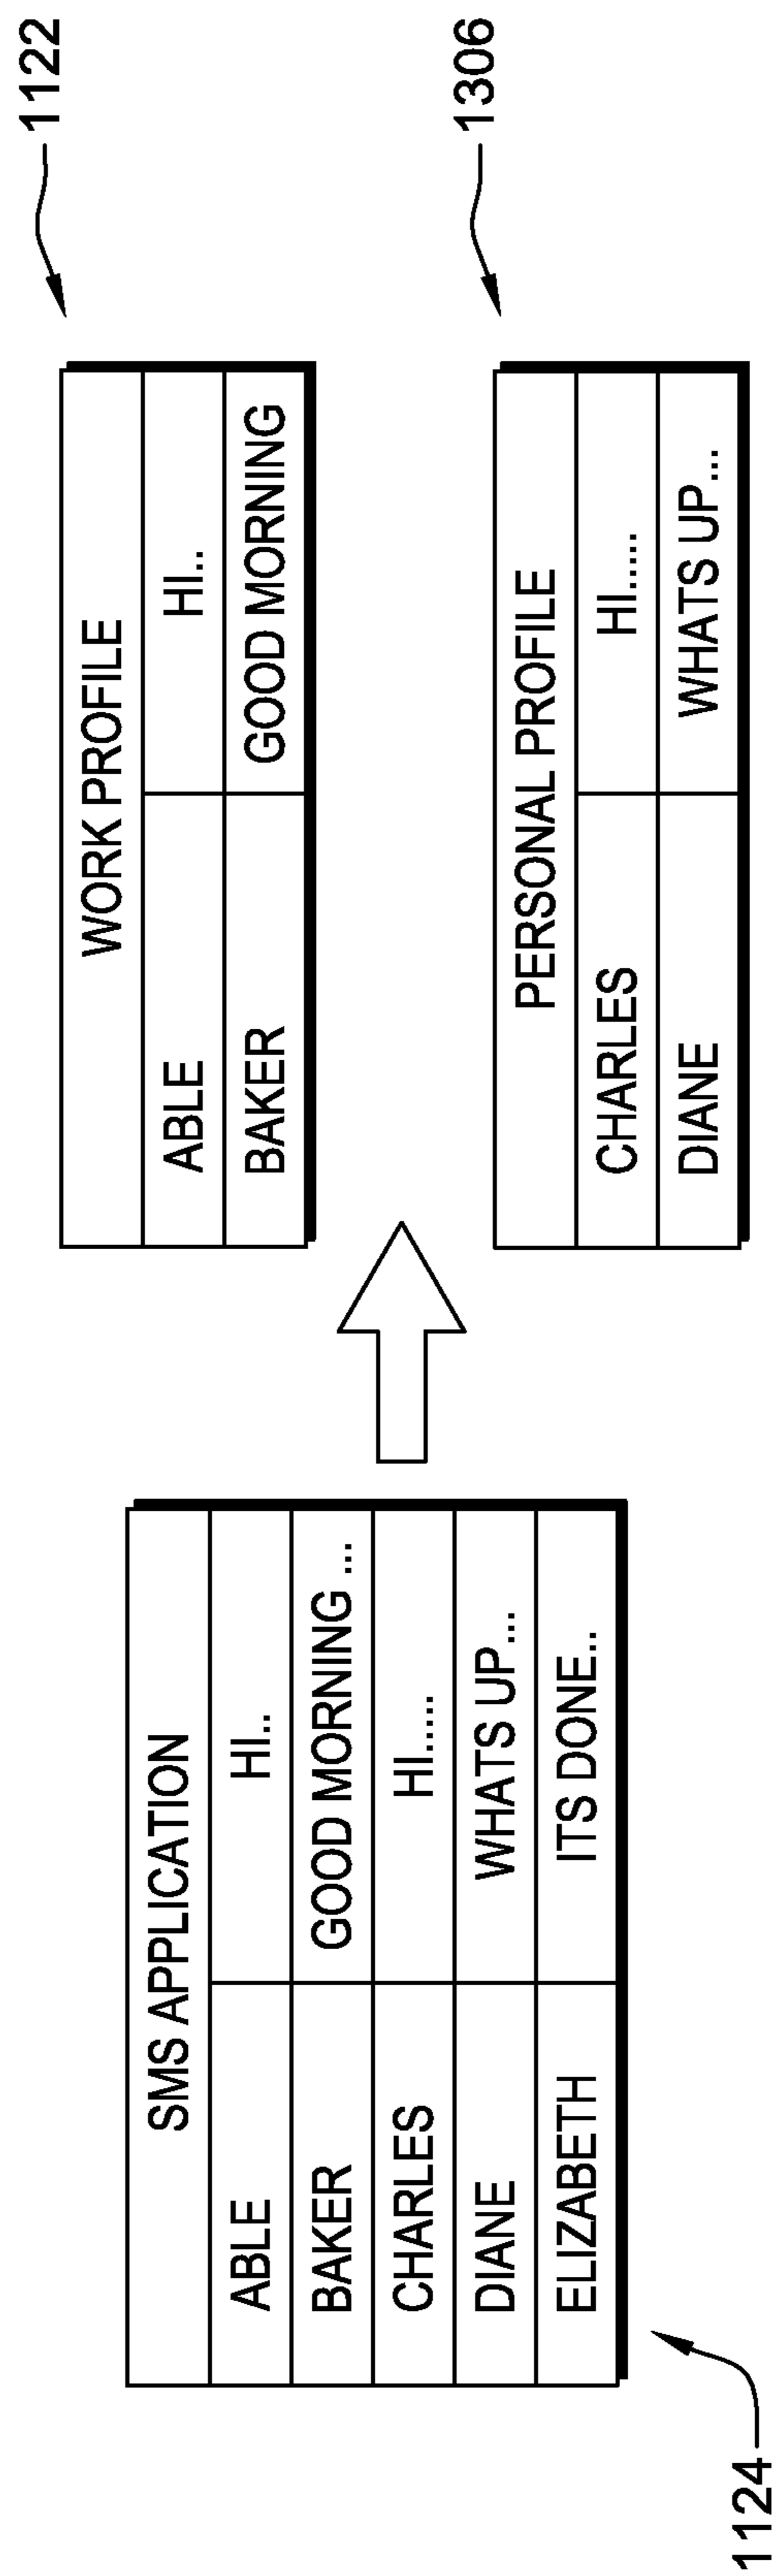 SMS APPLICATION
ABLE HI..
BAKER GOOD MORNING ...
CHARLES HI.....
DIANE WHATS UP...
ELIZABETH ITS DONE..
1124
WORK PROFILE
ABLE HI..
BAKER GOOD MORNING
1122
PERSONAL PROFILE
CHARLES HI.....
DIANE WHATS UP...
1306